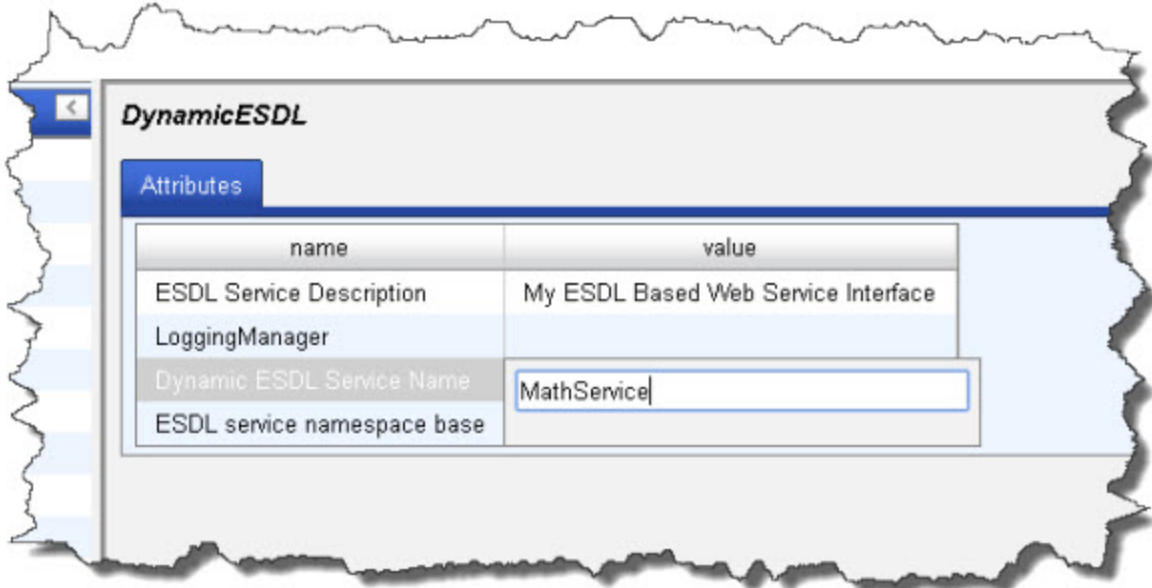 DynamicESDL
Attributes
name value
ESDL Service Description My ESDL Based Web Service Interface
LoggingManager
Dynamic ESDL Service Name MathService
ESDL service namespace base